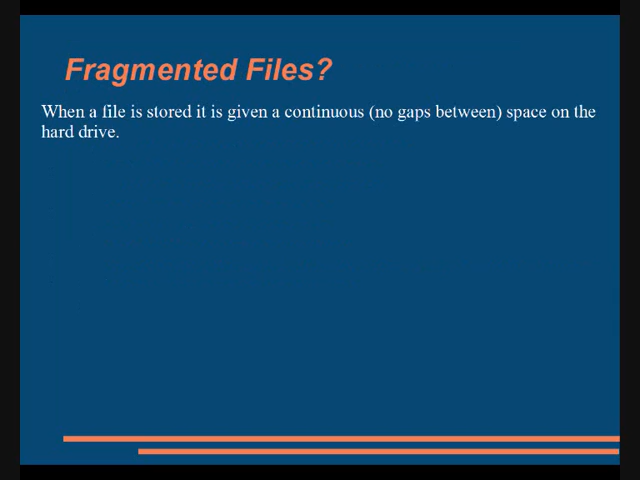 Fragmented Files?
When a file is stored it is given a continuous (no gaps between) space on the
hard drive.